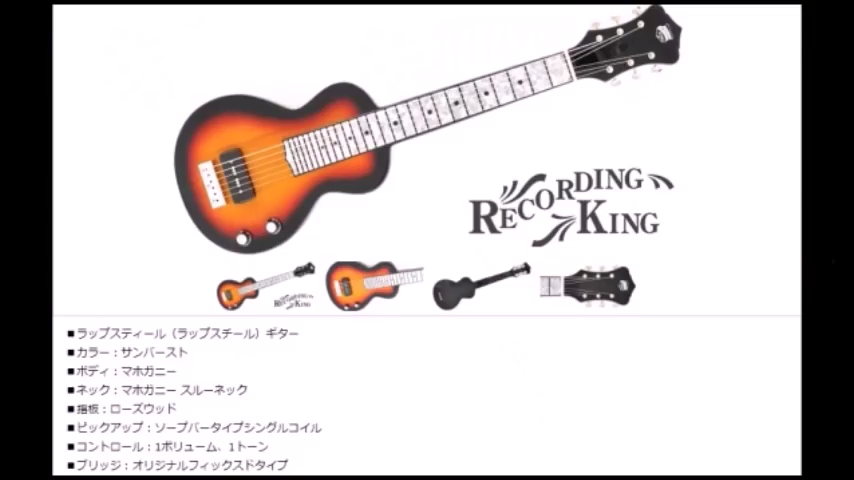 RECORDING
KING
RECORDING
KING
■ラップスティール（ラップスチール）ギター
■カラー：サンバースト
■ボディ：マホガニー
■ネック：マホガニー スルーネック
■指板：ローズウッド
■ピックアップ：ソープバータイプシングルコイル
■コントロール：1ボリューム、1トーン
■ブリッジ：オリジナルフィックスドタイプ